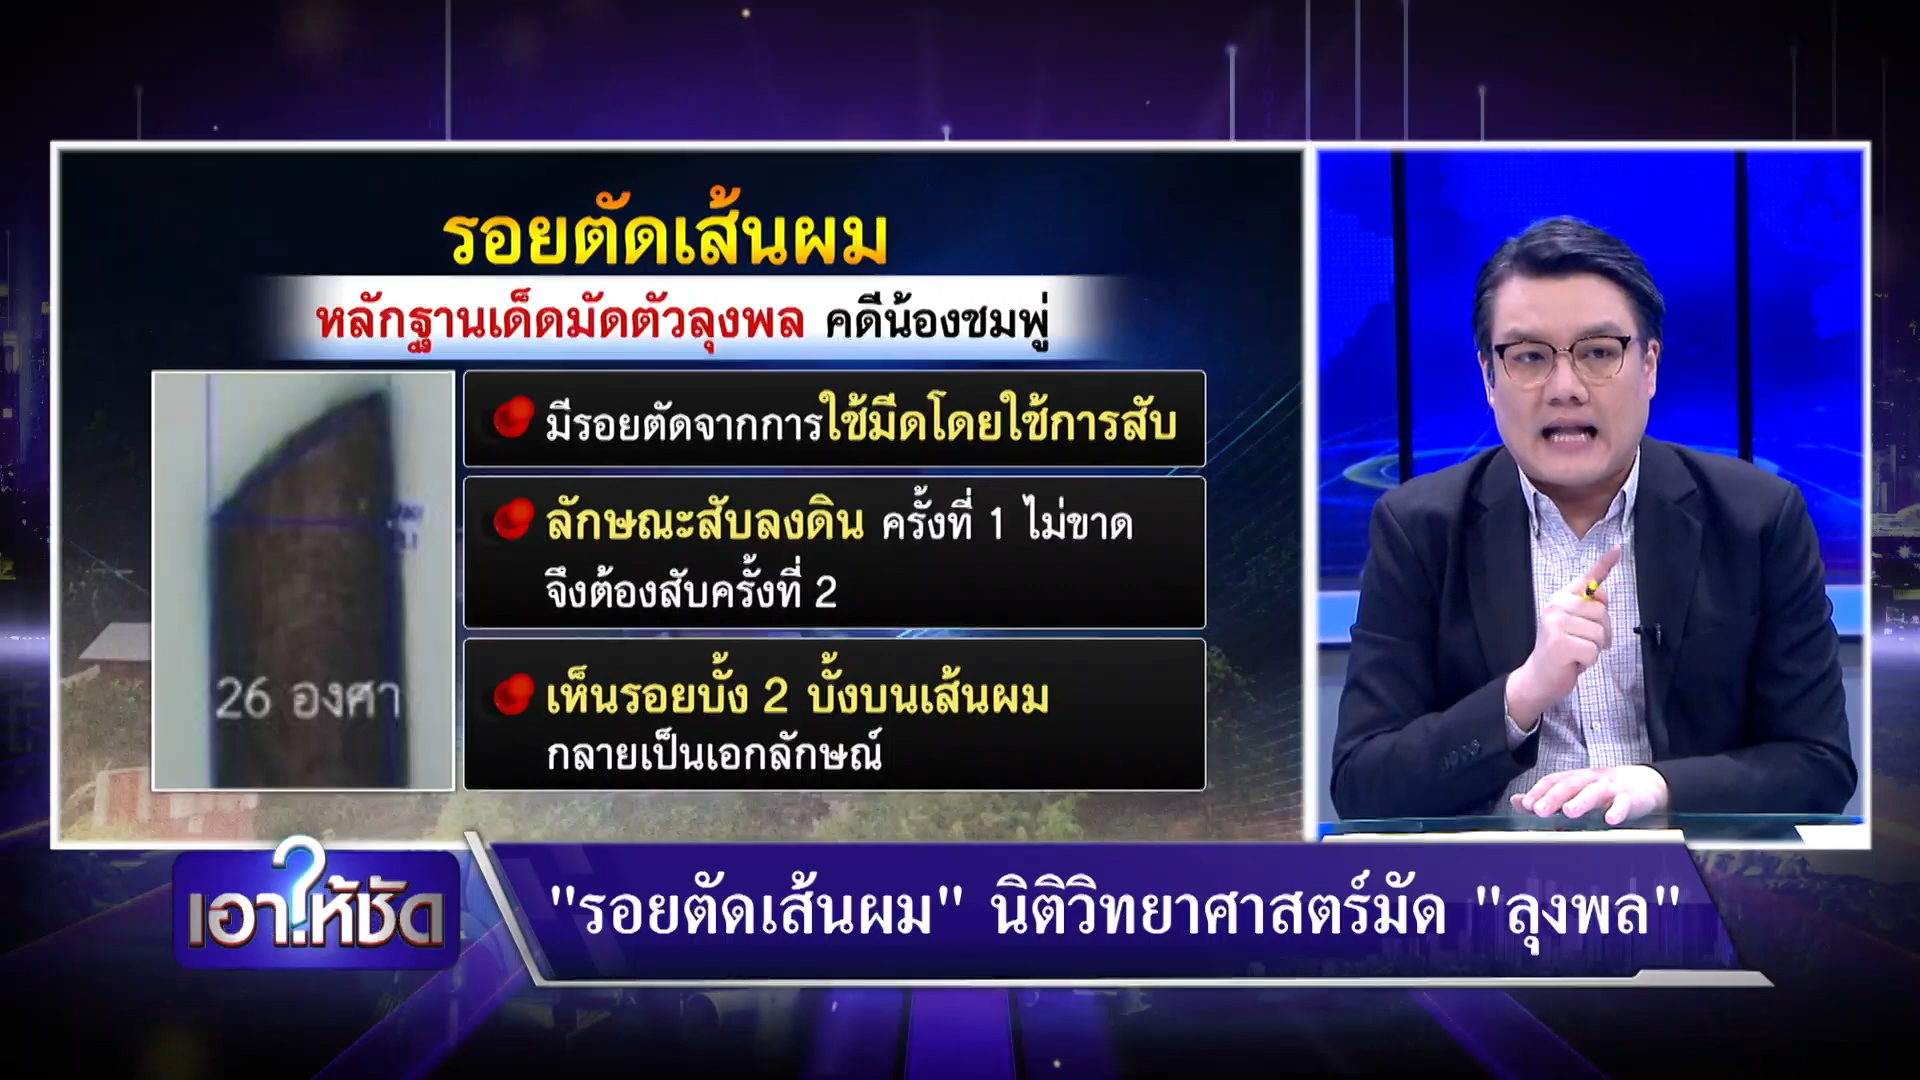 รอยตัดเส้นผม
หลักฐานเด็ดมัดตัวลุงพล คดีน้องชมพู่
มีรอยตัดจากการใช้มีดโดยใช้การสับ
ลักษณะสับลงดิน ครั้งที่ 1 ไม่ขาด
จึงต้องสับครั้งที่ 2
26 องศา
เห็นรอยบั้ง 2 บั้งบนเส้นผม
กลายเป็นเอกลักษณ์
เอา?ให้ชัด
"รอยตัดเส้นผม" นิติวิทยาศาสตร์มัด "ลุงพล"